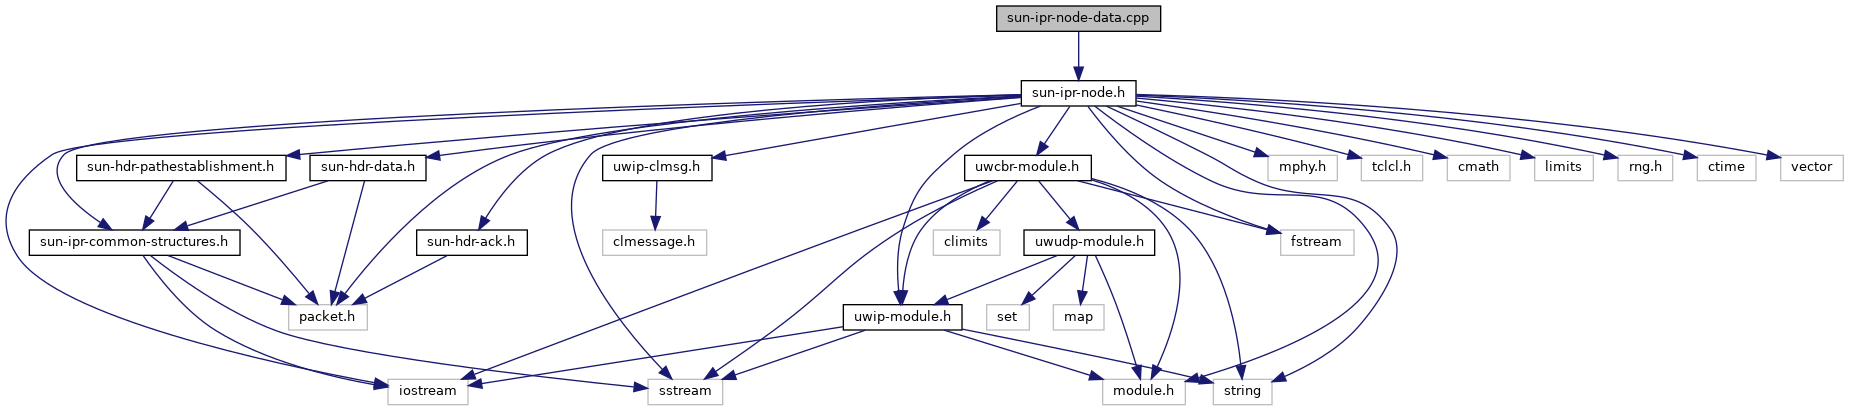 sun-ipr-node-data.cpp
sun-ipr-node.h
sun-hdr-pathestablishment.h
sun-hdr-data.h
uwip-clmsg.h
uwcbr-module.h
mphy.h
tclcl.h
cmath
limits
rng.h
ctime
vector
sun-ipr-common-structures.h
sun-hdr-ack.h
clmessage.h
climits
uwudp-module.h
fstream
packet.h
uwip-module.h
set
map
iostream
sstream
module.h
string